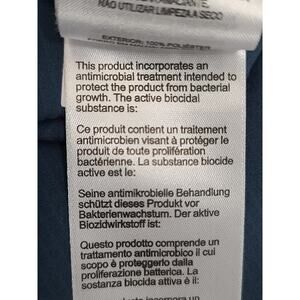 NÃO UTILIZAR LIMPEZA A SECO
EXTERIOR: 100% POLIÉSTER
This product incorporates an
antimicrobial treatment intended to
protect the product from bacterial
growth. The active biocidal
substance is:
Ce produit contient un traitement
antimicrobien visant à protéger le
produit de toute prolifération
bactérienne. La substance biocide
active est le:
Seine antimikrobielle Behandlung
schützt dieses Produkt vor
Bakterienwachstum. Der aktive
Biozidwirkstoff ist:
Questo prodotto comprende un
trattamento antimicrobico il cui
scopo è proteggerlo dalla
proliferazione batterica. La
sostanza biocida attiva è il: